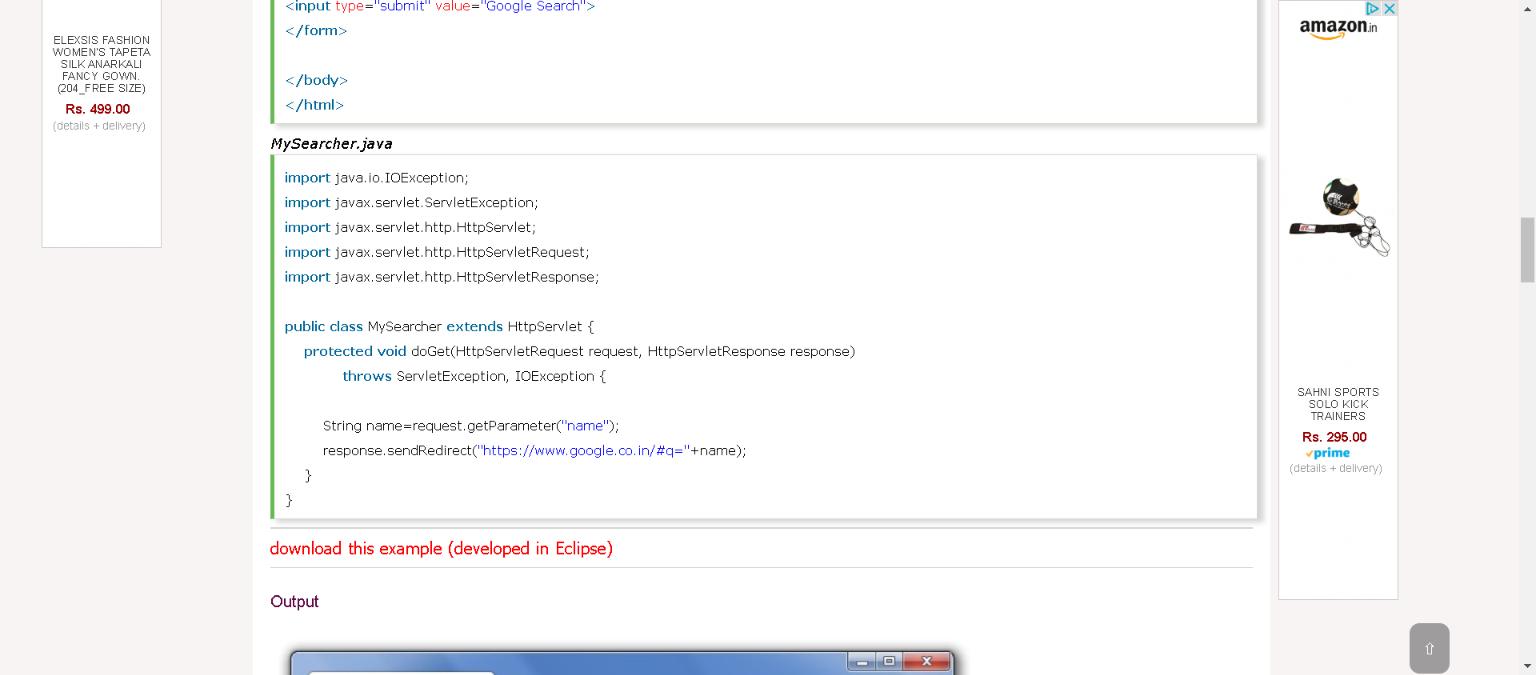 ELEXSIS FASHION
WOMEN'S TAPETA
SILK ANARKALI
FANCY GOWN.
(204_FREE SIZE)
Rs. 499.00
(details + delivery)
<input type="submit" value="Google Search">
</form>
</body>
</html>
MySearcher.java
import java.io.IOException;
import javax.servlet.ServletException;
import javax.servlet.http.HttpServlet;
import javax.servlet.http.HttpServletRequest;
import javax.servlet.http.HttpServletResponse;
public class MySearcher extends HttpServlet {
protected void doGet(HttpServletRequest request, HttpServletResponse response)
throws ServletException, IOException {
String name=request.getParameter("name");
response.sendRedirect("https://www.google.co.in/#q="+name);
}
}
download this example (developed in Eclipse)
Output
amazon.in
SAHNI SPORTS
SOLO KICK
TRAINERS
Rs. 295.00
prime
(details + delivery)